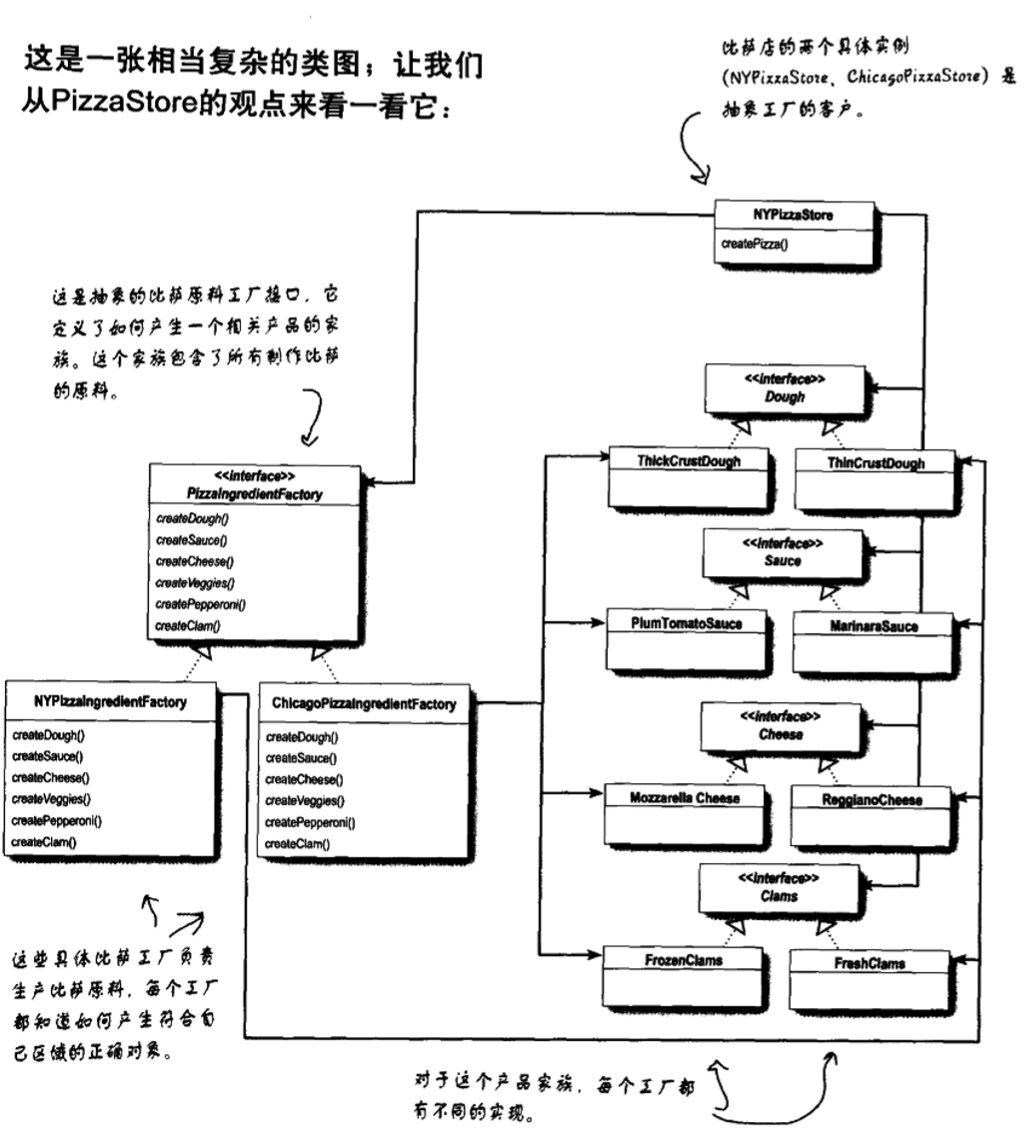 这是一张相当复杂的类图；让我们
从PizzaStore的观点来看一看它：
比萨店的两个具体实例
(NYPizzaStore、ChicagoPizzaStore) 是
抽象工厂的客户。
NYPizzaStore
createPizza()
这是抽象的比萨原料工厂接口，它
定义了如何产生一个相关产品的家
族。这个家族包含了所有制作比萨
的原料。
<<interface>>
PizzaIngredientFactory
createDough()
createSauce()
createCheese()
createVeggies()
createPepperoni()
createClam()
NYPizzaIngredientFactory
createDough()
createSauce()
createCheese()
createVeggies()
createPepperoni()
createClam()
ChicagoPizzaIngredientFactory
createDough()
createSauce()
createCheese()
createVeggies()
createPepperoni()
createClam()
<<interface>>
Dough
ThickCrustDough
ThinCrustDough
<<interface>>
Sauce
PlumTomatoSauce
MarinaraSauce
<<interface>>
Cheese
Mozzarella Cheese
ReggianoCheese
<<interface>>
Clams
FrozenClams
FreshClams
这些具体比萨工厂负责
生产比萨原料，每个工厂
都知道如何产生符合自
己区域的正确对象。
对于这个产品家族，每个工厂都
有不同的实现。